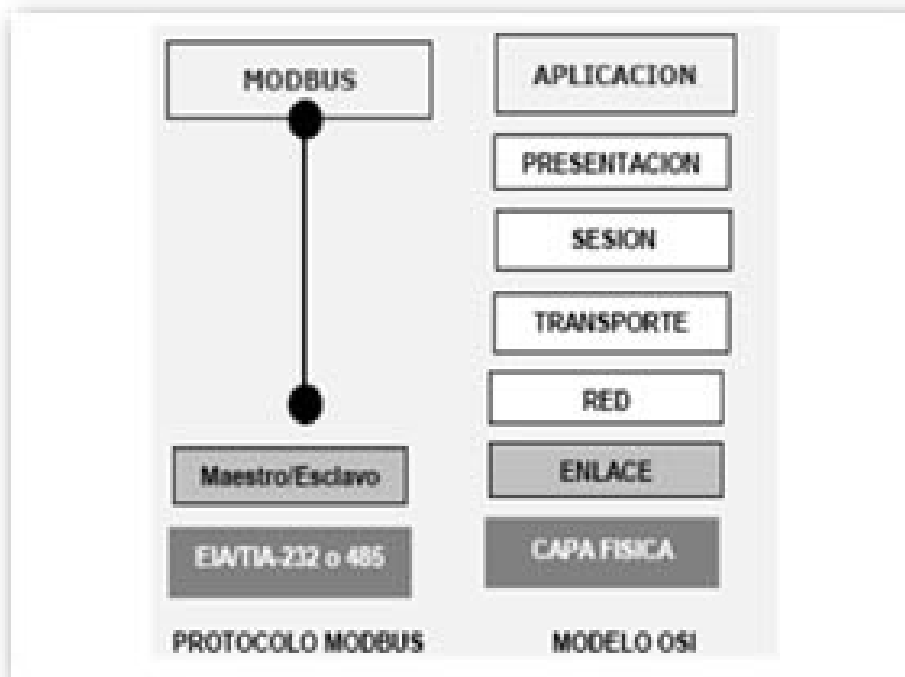 MODBUS
Maestro/Esclavo
EIA/TIA-232 o 485
PROTOCOLO MODBUS
APLICACION
PRESENTACION
SESION
TRANSPORTE
RED
ENLACE
CAPA FISICA
MODELO OSI